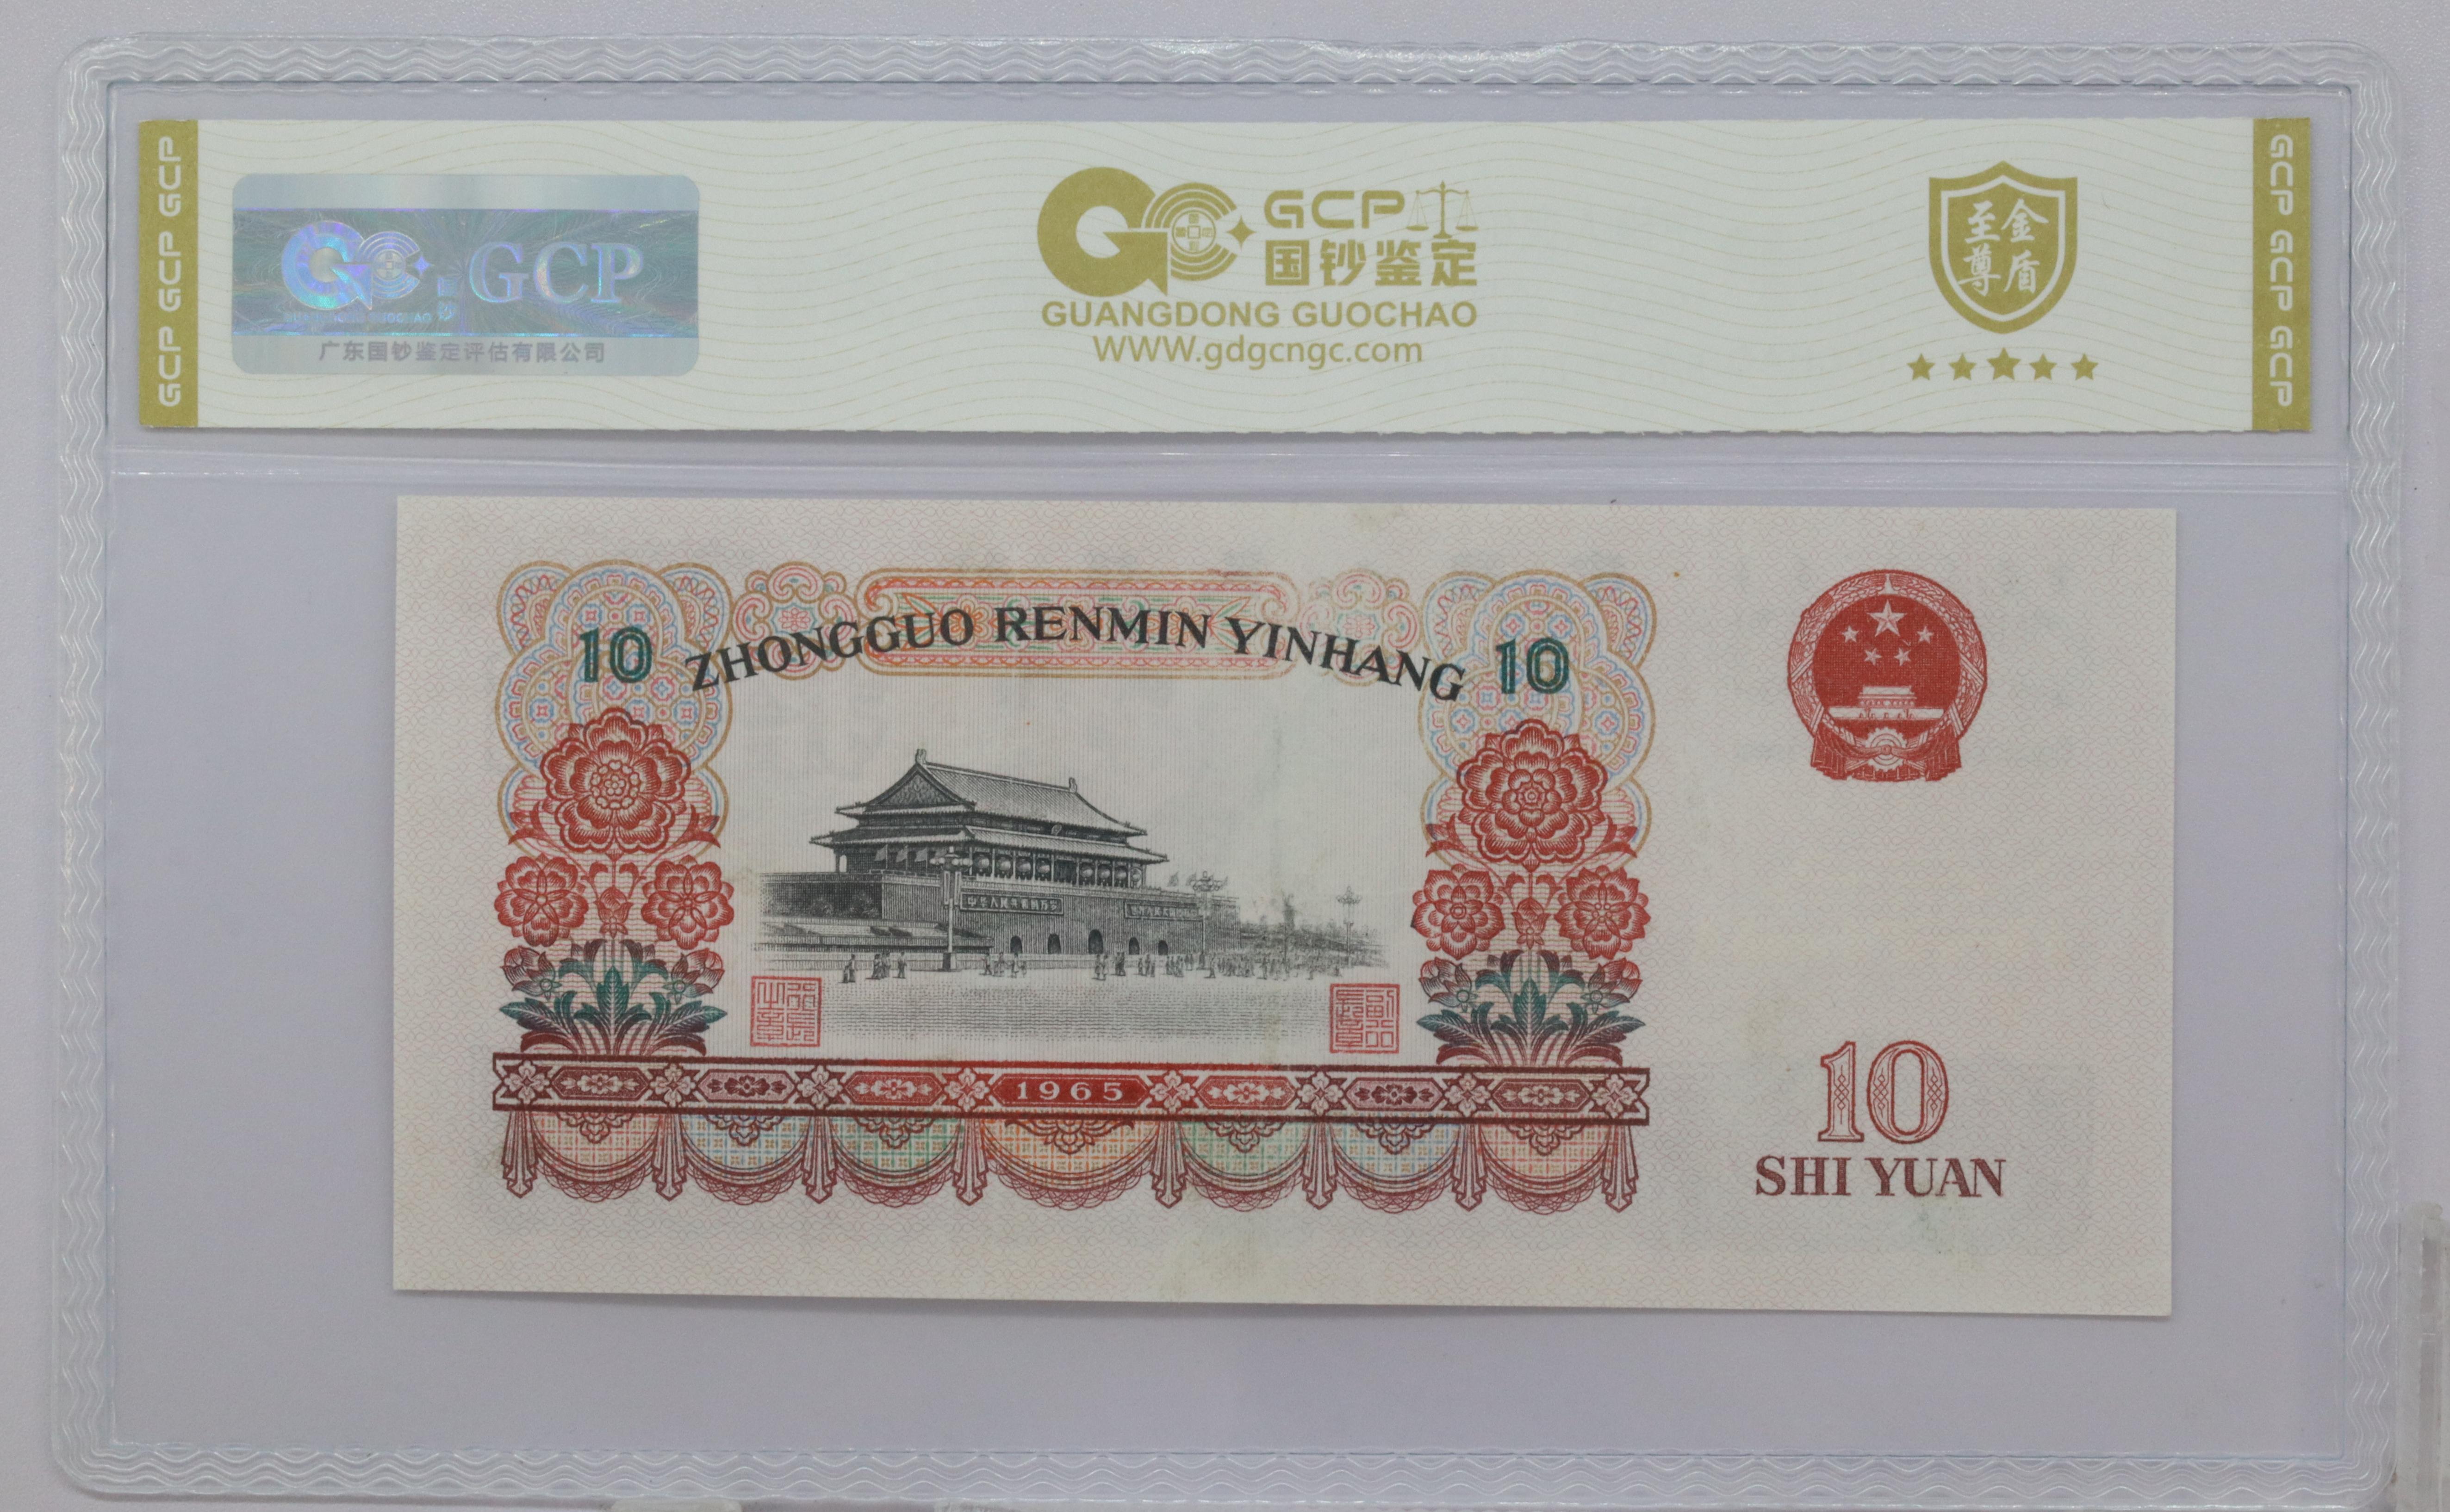 GCP GCP GCP
GCP
广东国钞鉴定评估有限公司
GCP
国钞鉴定
GUANGDONG GUOCHAO
www.gdgcngc.com
至尊
金盾
GCP GCP GCP
10 ZHONGGUO RENMIN YINHANG 10
1965
10
SHI YUAN